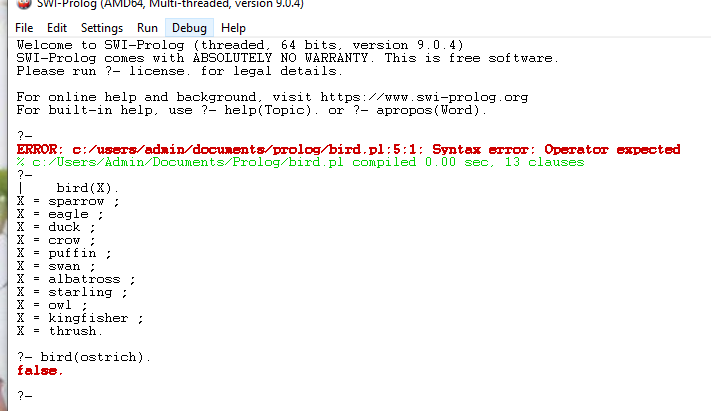 SWI-Prolog (AMD64, Multi-threaded, version 9.0.4)
File Edit Settings Run Debug Help
Welcome to SWI-Prolog (threaded, 64 bits, version 9.0.4)
SWI-Prolog comes with ABSOLUTELY NO WARRANTY. This is free software.
Please run ?- license. for legal details.
For online help and background, visit https://www.swi-prolog.org
For built-in help, use ?- help(Topic). or ?- apropos(Word).
?-
ERROR: c:/users/admin/documents/prolog/bird.pl:5:1: Syntax error: Operator expected
% c:/Users/Admin/Documents/Prolog/bird.pl compiled 0.00 sec, 13 clauses
?-
| bird(X).
X = sparrow ;
X = eagle ;
X = duck ;
X = crow ;
X = puffin ;
X = swan ;
X = albatross ;
X = starling ;
X = owl ;
X = kingfisher ;
X = thrush.
?- bird(ostrich).
false.
?-